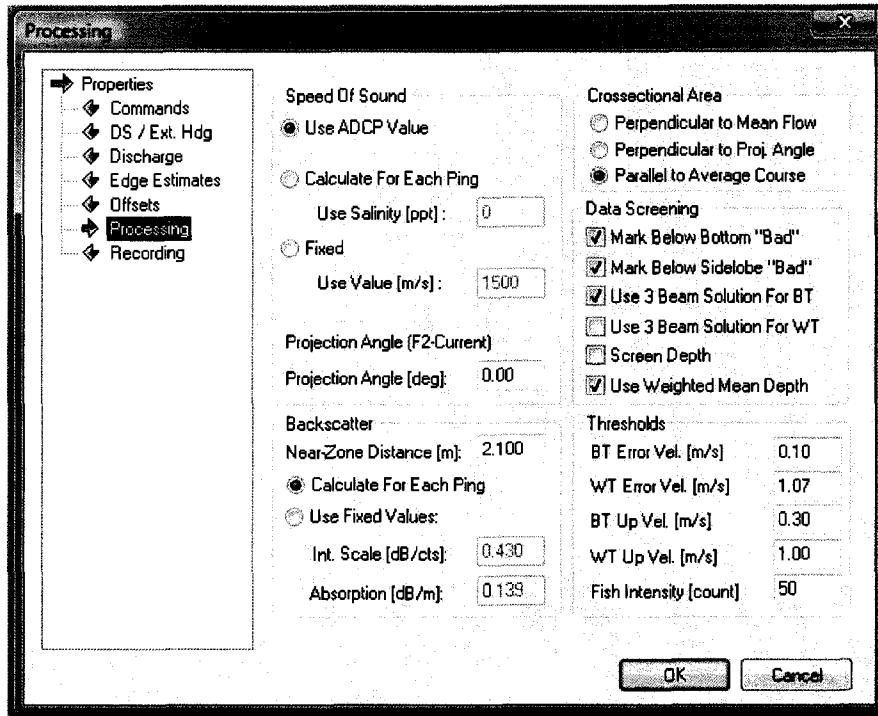 Processing
Properties
Commands
DS / Ext. Hdg
Discharge
Edge Estimates
Offsets
Processing
Recording
Speed Of Sound
Use ADCP Value
Calculate For Each Ping
Use Salinity [ppt] : 0
Fixed
Use Value [m/s] : 1500
Projection Angle (F2-Current)
Projection Angle [deg]: 0.00
Backscatter
Near-Zone Distance [m]: 2.100
Calculate For Each Ping
Use Fixed Values:
Int. Scale [dB/cts]: 0.430
Absorption [dB/m]: 0.139
Crossectional Area
Perpendicular to Mean Flow
Perpendicular to Proj. Angle
Parallel to Average Course
Data Screening
Mark Below Bottom "Bad"
Mark Below Sidelobe "Bad"
Use 3 Beam Solution For BT
Use 3 Beam Solution For WT
Screen Depth
Use Weighted Mean Depth
Thresholds
BT Error Vel. [m/s] 0.10
WT Error Vel. [m/s] 1.07
BT Up Vel. [m/s] 0.30
WT Up Vel. [m/s] 1.00
Fish Intensity [count] 50
OK
Cancel